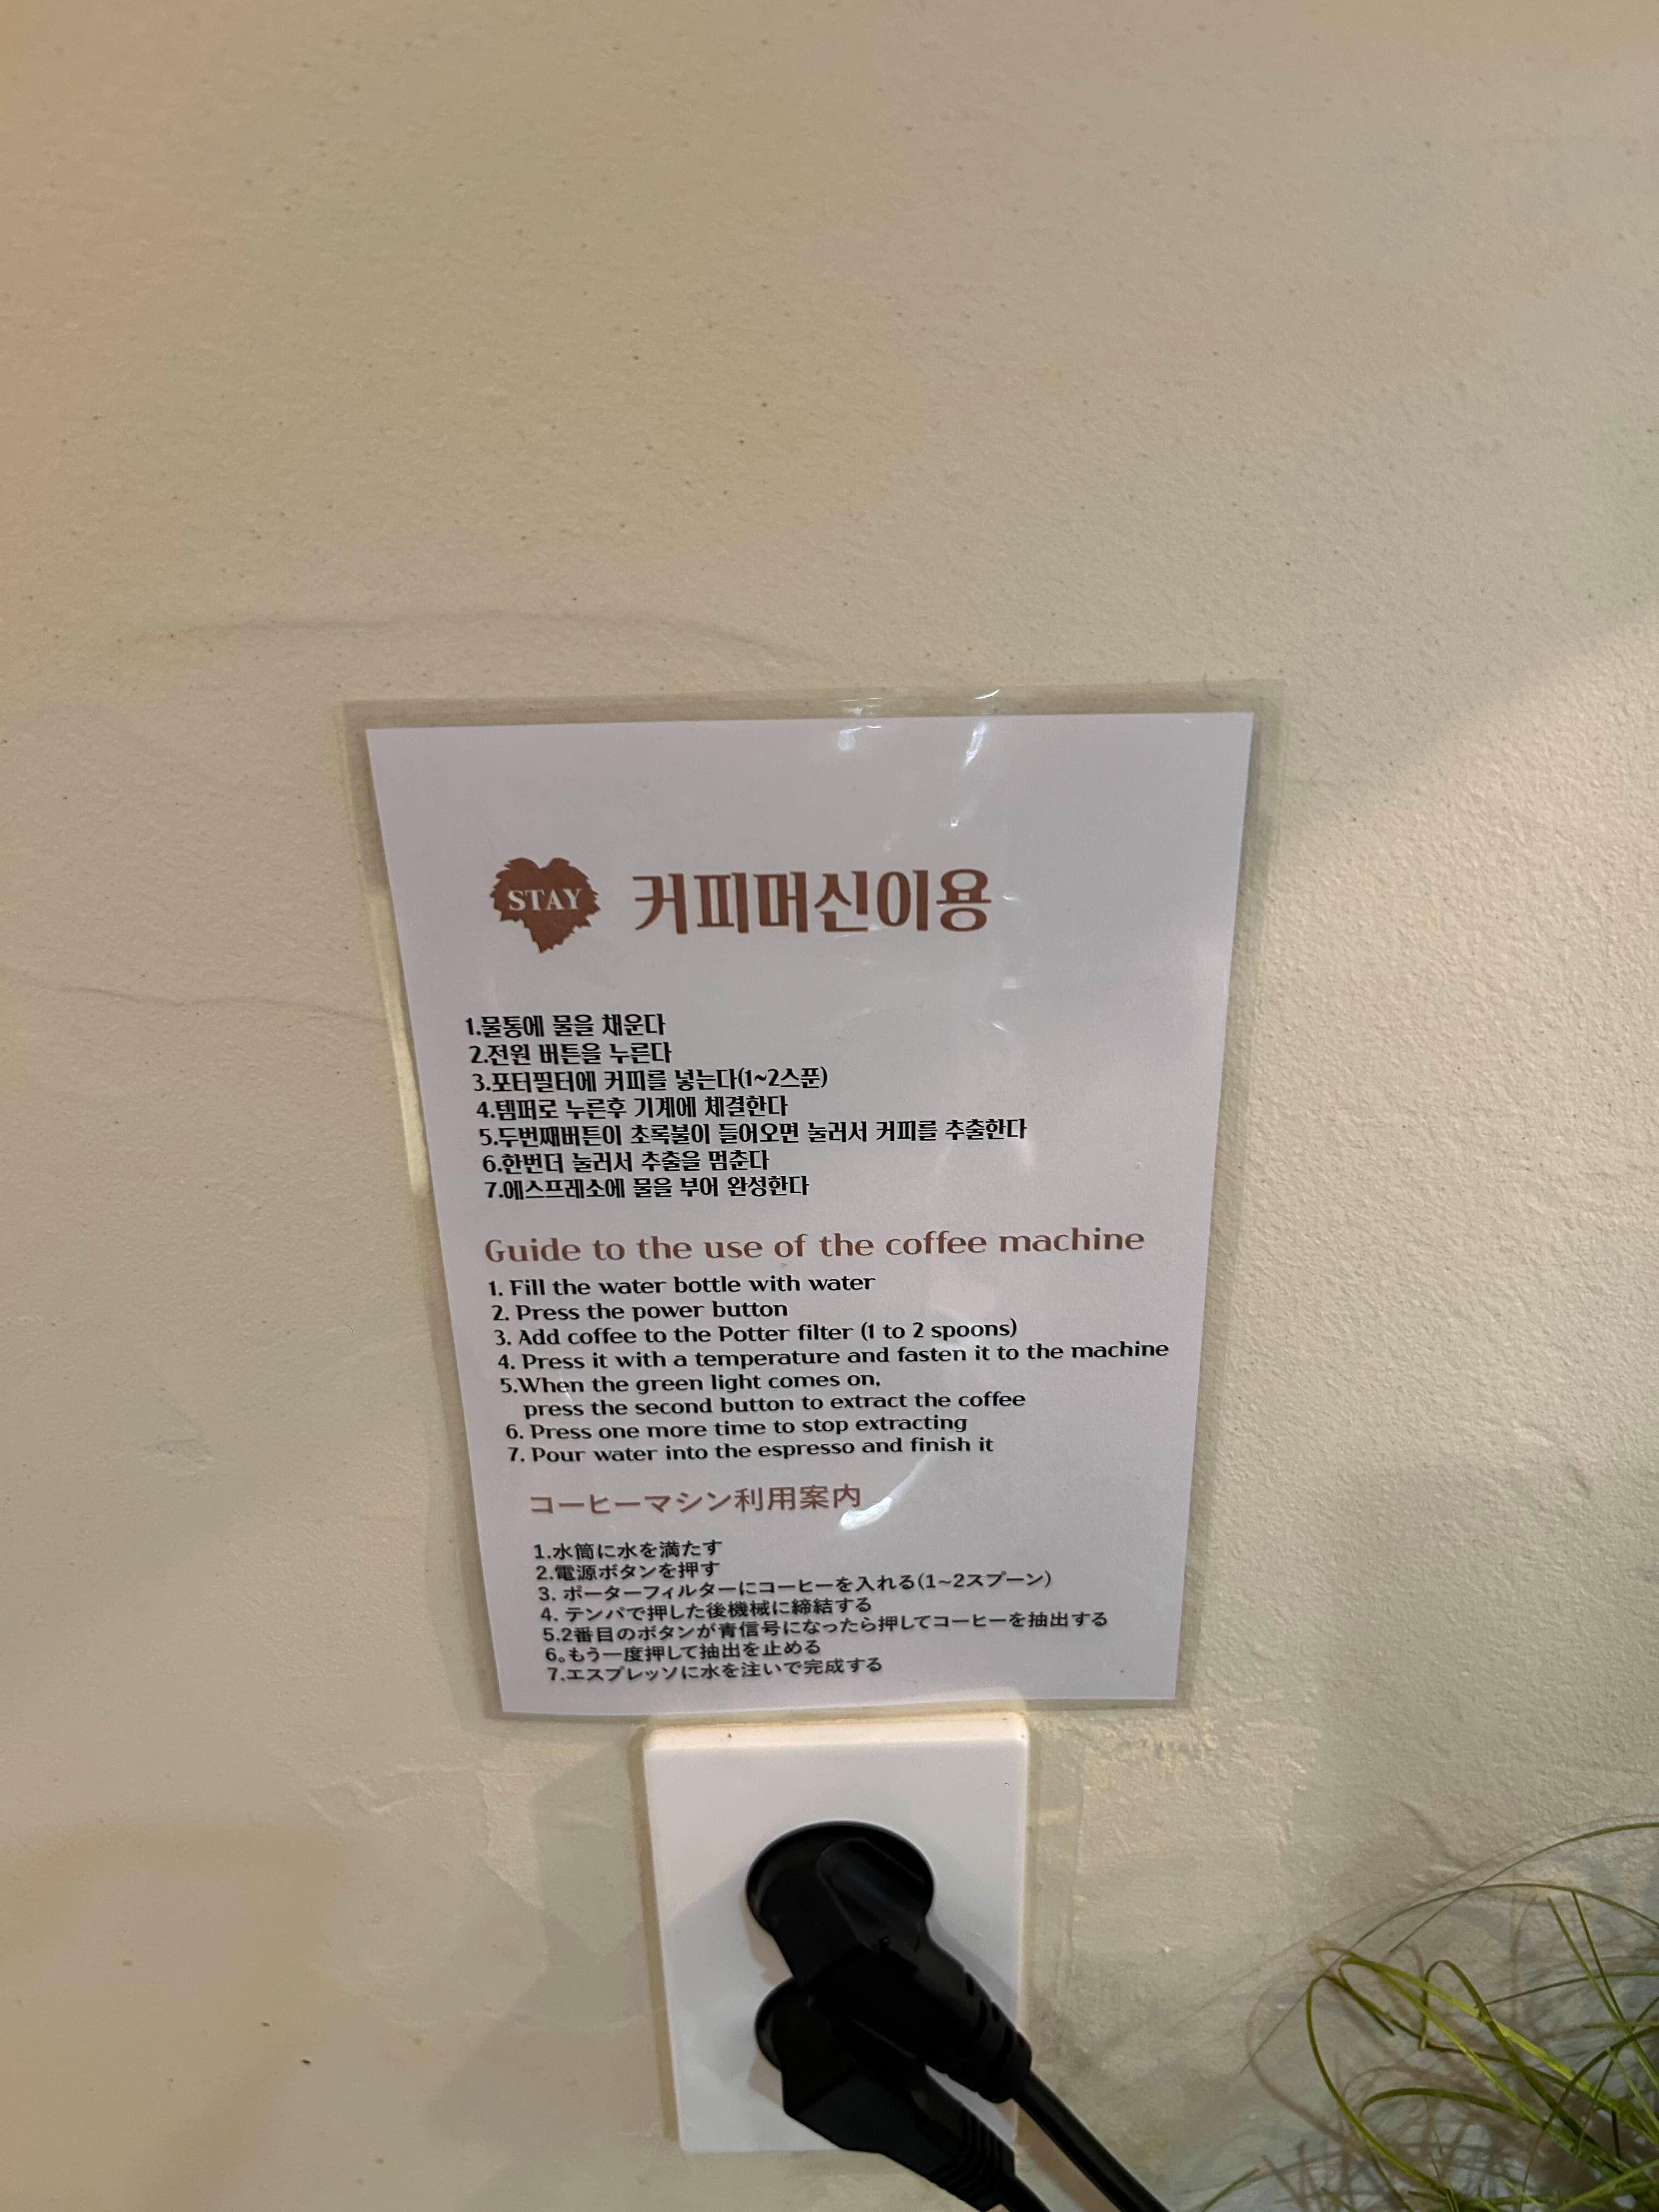 STAY
커피머신이용
1.물통에 물을 채운다
2.전원 버튼을 누른다
3.포터필터에 커피를 넣는다(1~2스푼)
4.템퍼로 누른후 기계에 체결한다
5.두번째버튼이 초록불이 들어오면 눌러서 커피를 추출한다
6.한번더 눌러서 추출을 멈춘다
7.에스프레소에 물을 부어 완성한다
Guide to the use of the coffee machine
1. Fill the water bottle with water
2. Press the power button
3. Add coffee to the Potter filter (1 to 2 spoons)
4. Press it with a temperature and fasten it to the machine
5.When the green light comes on,
press the second button to extract the coffee
6. Press one more time to stop extracting
7. Pour water into the espresso and finish it
コーヒーマシン利用案内
1.水筒に水を満たす
2.電源ボタンを押す
3. ポーターフィルターにコーヒーを入れる(1~2スプーン)
4. テンパで押した後機械に締結する
5.2番目のボタンが青信号になったら押してコーヒーを抽出する
6。もう一度押して抽出を止める
7.エスプレッソに水を注いで完成する